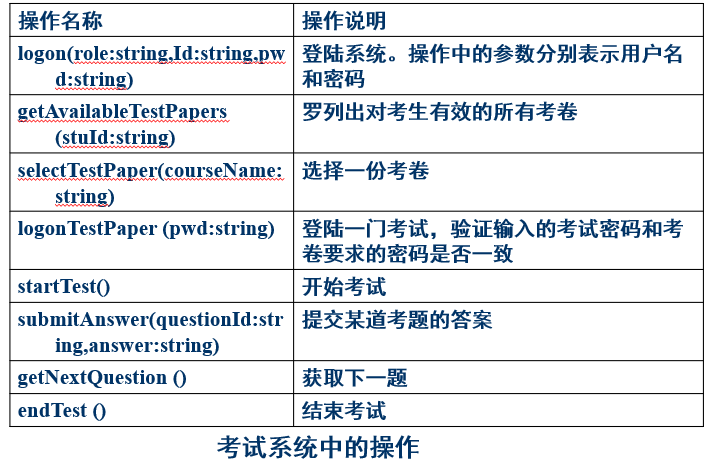 操作名称
操作说明
logon(role:string,Id:string,pw
d:string)
登陆系统。操作中的参数分别表示用户名
和密码
getAvailableTestPapers
(stuId:string)
罗列出对考生有效的所有考卷
selectTestPaper(courseName:
string)
选择一份考卷
logonTestPaper (pwd:string)
登陆一门考试，验证输入的考试密码和考
卷要求的密码是否一致
startTest()
开始考试
submitAnswer(questionId:str
ing,answer:string)
提交某道考题的答案
getNextQuestion ()
获取下一题
endTest ()
结束考试
考试系统中的操作